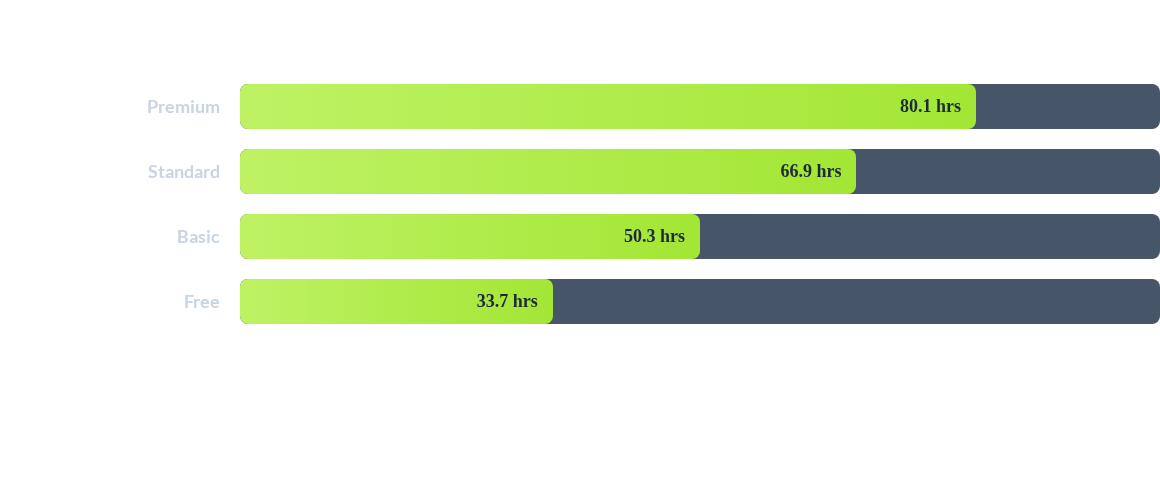 Premium 80.1 hrs
Standard 66.9 hrs
Basic 50.3 hrs
Free 33.7 hrs